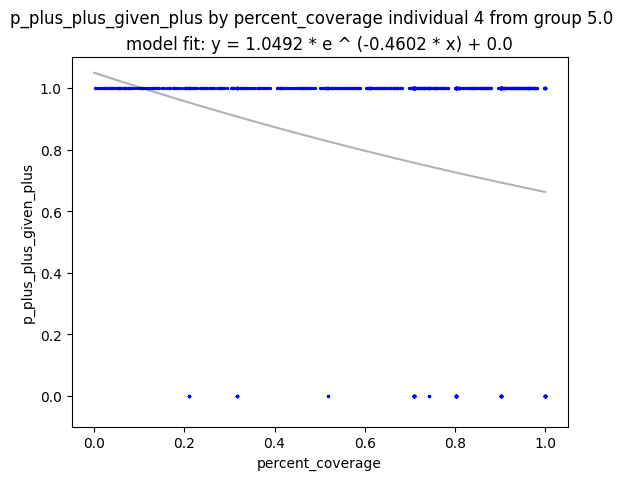 p_plus_plus_given_plus by percent_coverage individual 4 from group 5.0
model fit: y = 1.0492 * e ^ (-0.4602 * x) + 0.0
1.0
0.8
0.6
0.4
0.2
0.0
p_plus_plus_given_plus
0.0 0.2 0.4 0.6 0.8 1.0
percent_coverage